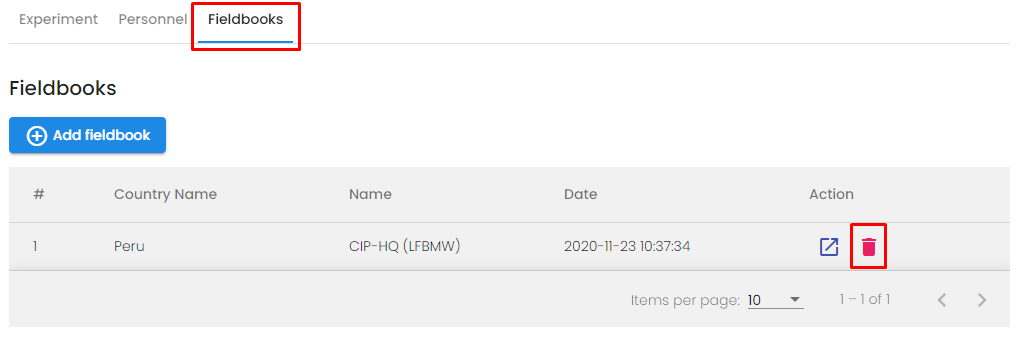 Experiment Personnel Fieldbooks
Fieldbooks
Add fieldbook
# Country Name Name Date Action
1 Peru CIP-HQ (LFBMW) 2020-11-23 10:37:34
Items per page: 10 1 – 1 of 1